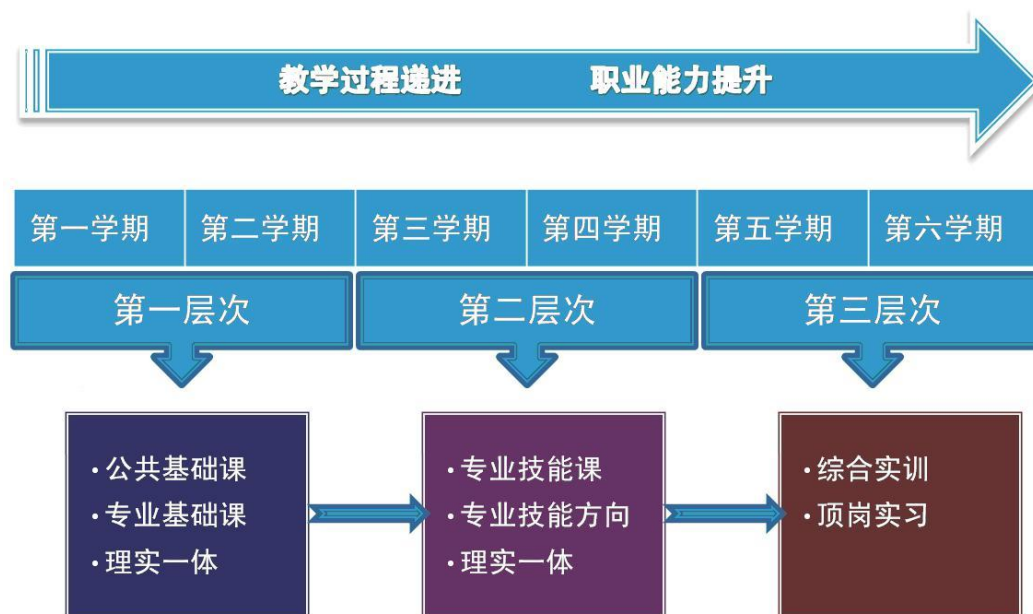 教学过程递进 职业能力提升
第一学期 第二学期 第三学期 第四学期 第五学期 第六学期
第一层次 第二层次 第三层次
·公共基础课
·专业基础课
·理实一体
·专业技能课
·专业技能方向
·理实一体
·综合实训
·顶岗实习